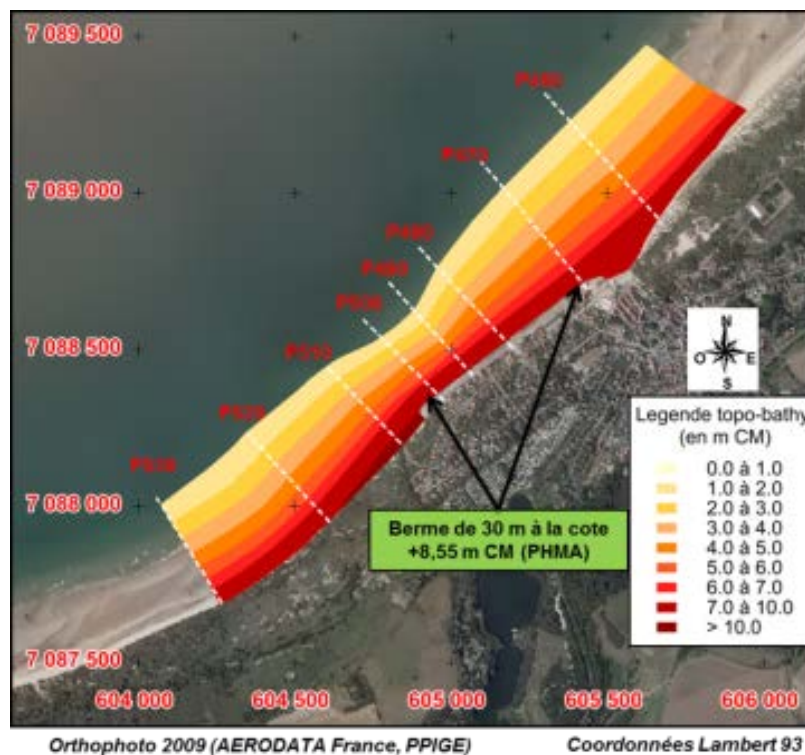 7 089 500
P470
7 089 000
P510
7 088 500
P520
N
O E
S
Legende topo-bathy
(en m CM)
0.0 à 1.0
1.0 à 2.0
2.0 à 3.0
3.0 à 4.0
4.0 à 5.0
5.0 à 6.0
6.0 à 7.0
7.0 à 10.0
> 10.0
7 088 000
Berme de 30 m à la cote
+8,55 m CM (PHMA)
7 087 500
604 000
604 500
605 000
605 500
606 000
Orthophoto 2009 (AERODATA France, PPIGE)
Coordonnées Lambert 93